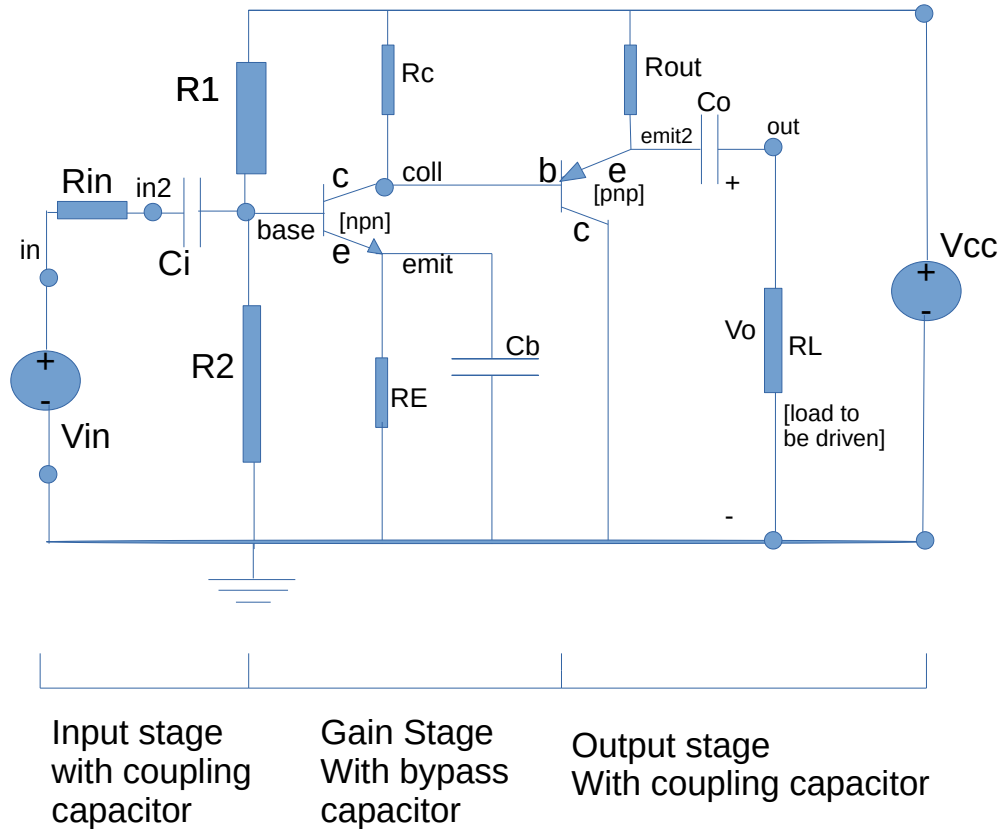 Rc
Rout
R1
Co
out
emit2
Rin
in2
c
coll
b
e
[pnp]
[npn]
base
c
in
Ci
e
emit
+
Vcc
+
-
Vo
RL
Cb
+
R2
RE
-
Vin
[load to
be driven]
-
Input stage
with coupling
capacitor
Gain Stage
With bypass
capacitor
Output stage
With coupling capacitor